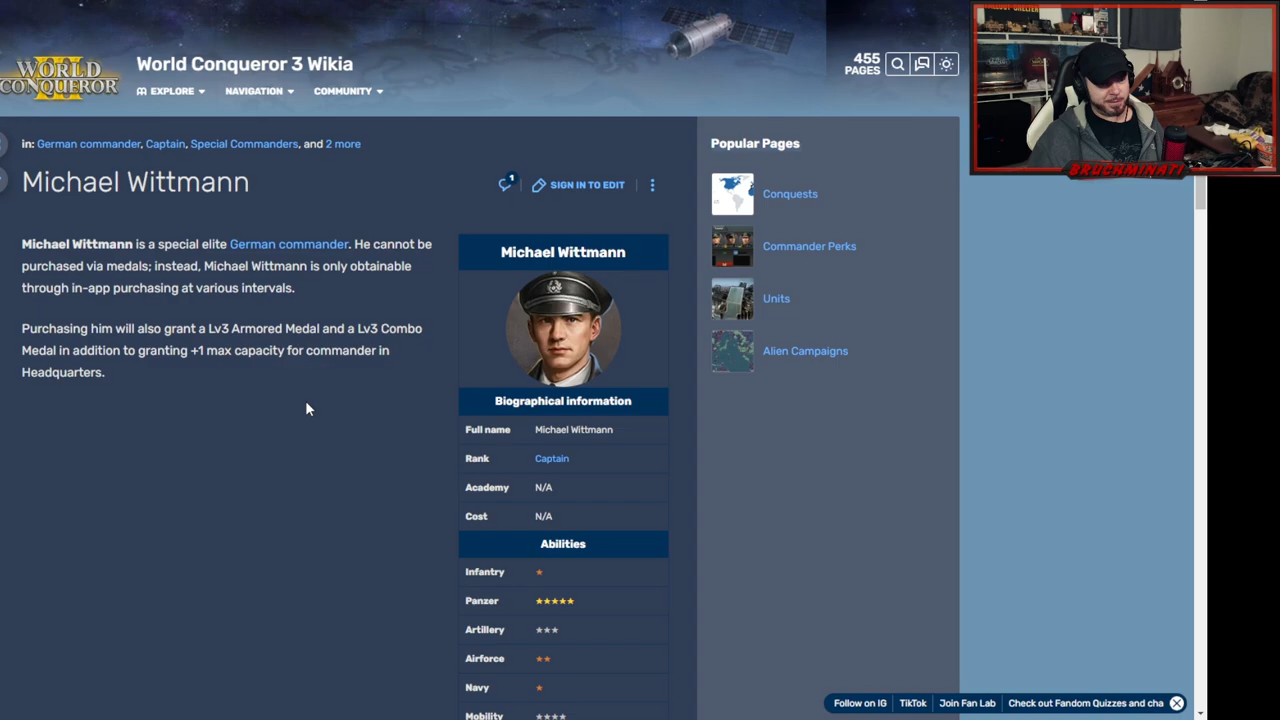 WORLD
CONQUEROR
World Conqueror 3 Wikia
EXPLORE
NAVIGATION
COMMUNITY
455
PAGES
in: German commander, Captain, Special Commanders, and 2 more
Michael Wittmann
1
SIGN IN TO EDIT
Michael Wittmann is a special elite German commander. He cannot be
purchased via medals; instead, Michael Wittmann is only obtainable
through in-app purchasing at various intervals.
Purchasing him will also grant a Lv3 Armored Medal and a Lv3 Combo
Medal in addition to granting +1 max capacity for commander in
Headquarters.
Michael Wittmann
Biographical information
Full name Michael Wittmann
Rank Captain
Academy N/A
Cost N/A
Abilities
Infantry ★
Panzer ★★★★★
Artillery ★★★
Airforce ★★
Navy ★
Mobility ★★★★
Popular Pages
Conquests
Commander Perks
Units
Alien Campaigns
BRUCHMINATI
Follow on IG
TikTok
Join Fan Lab
Check out Fandom Quizzes and cha